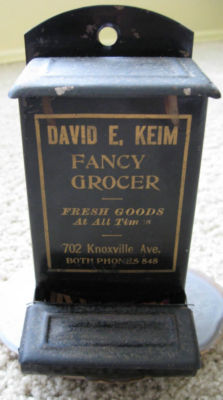 DAVID E. KEIM
FANCY
GROCER
FRESH GOODS
At All Times
702 Knoxville Ave.
BOTH PHONES 848